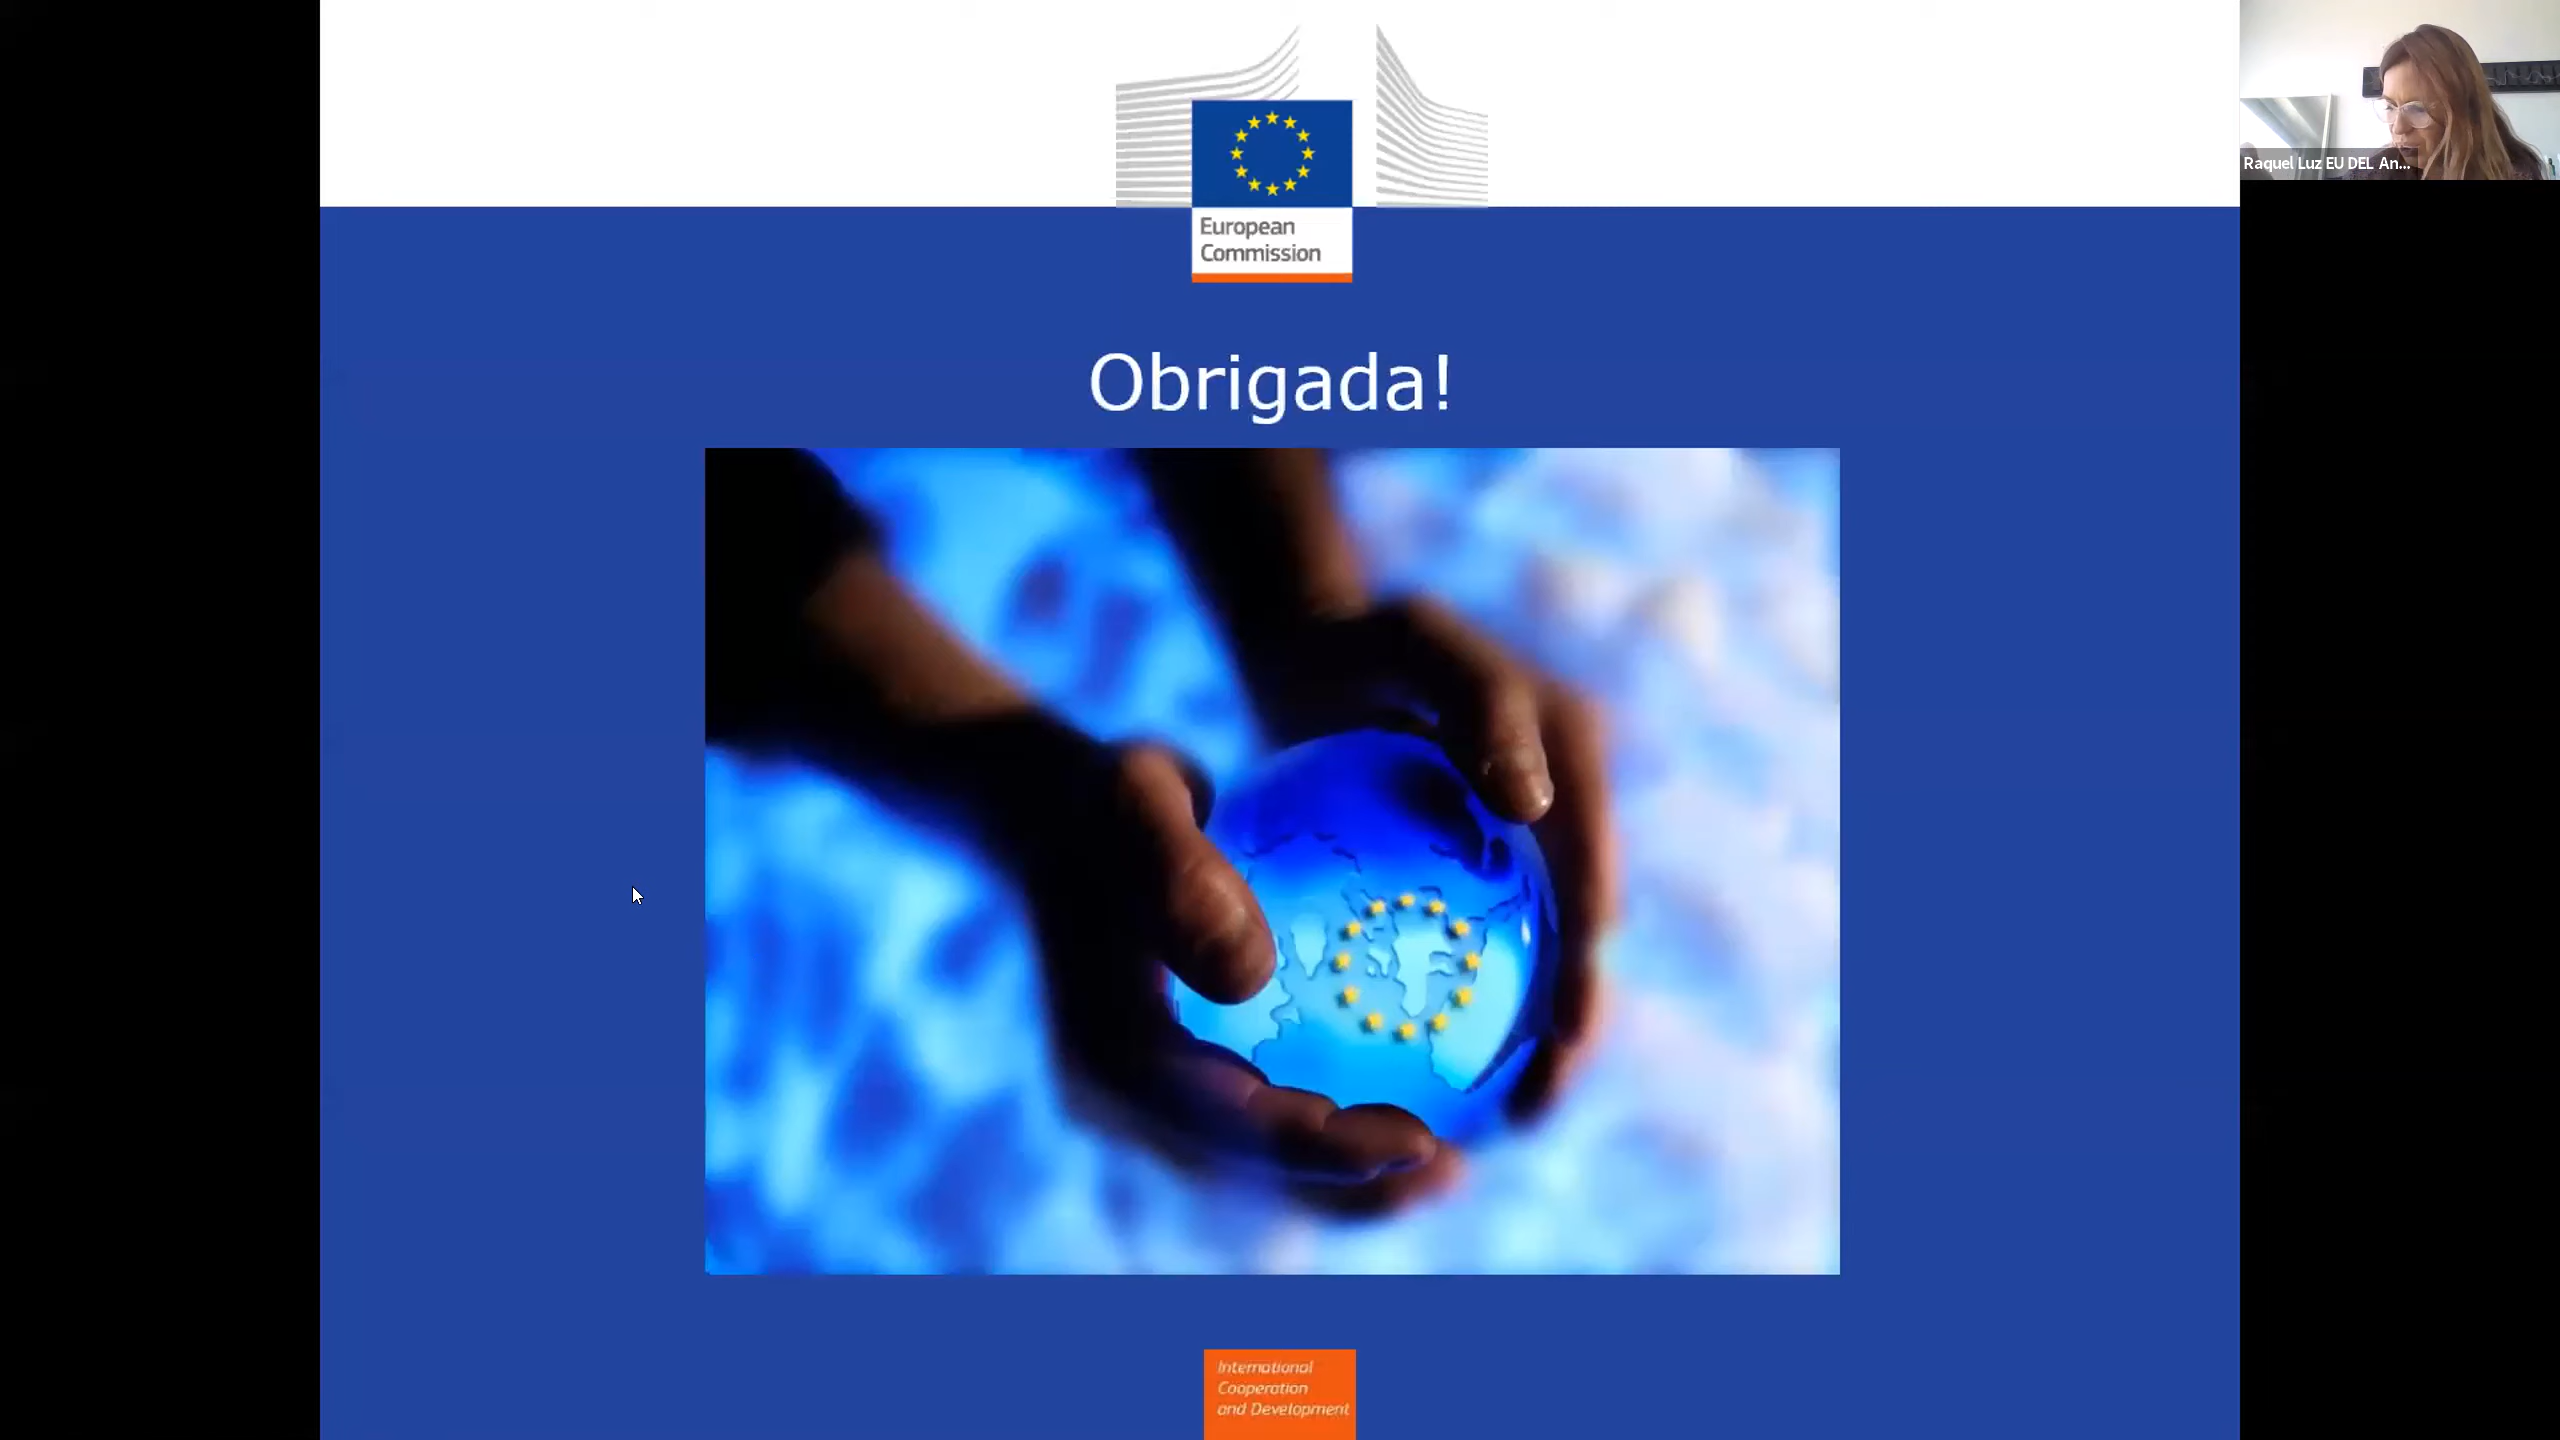 European
Commission
Raquel Luz EU DEL An...
Obrigada!
International
Cooperation
and Development